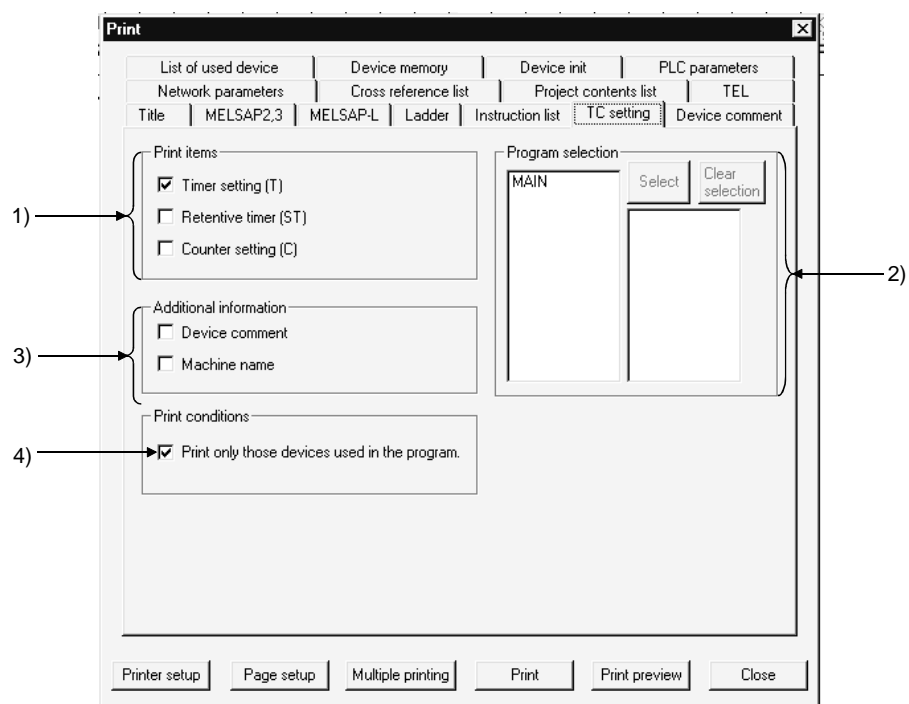 Print
List of used device Device memory Device init PLC parameters
Network parameters Cross reference list Project contents list TEL
Title MELSAP2,3 MELSAP-L Ladder Instruction list TC setting Device comment
Print items
Timer setting (T)
Retentive timer (ST)
Counter setting (C)
1)
Program selection
MAIN
Select
Clear
selection
2)
Additional information
Device comment
Machine name
3)
Print conditions
Print only those devices used in the program.
4)
Printer setup Page setup Multiple printing Print Print preview Close